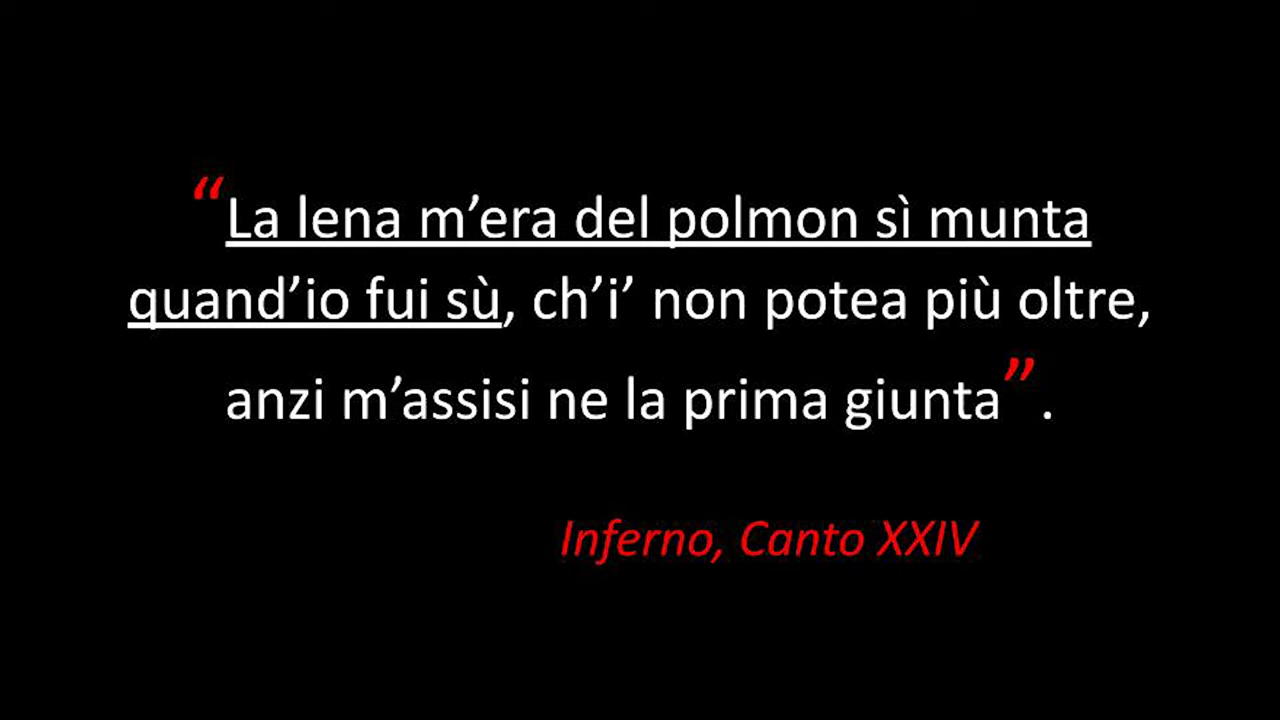 “La lena m’era del polmon sì munta
quand’io fui sù, ch’i’ non potea più oltre,
anzi m’assisi ne la prima giunta”.
Inferno, Canto XXIV